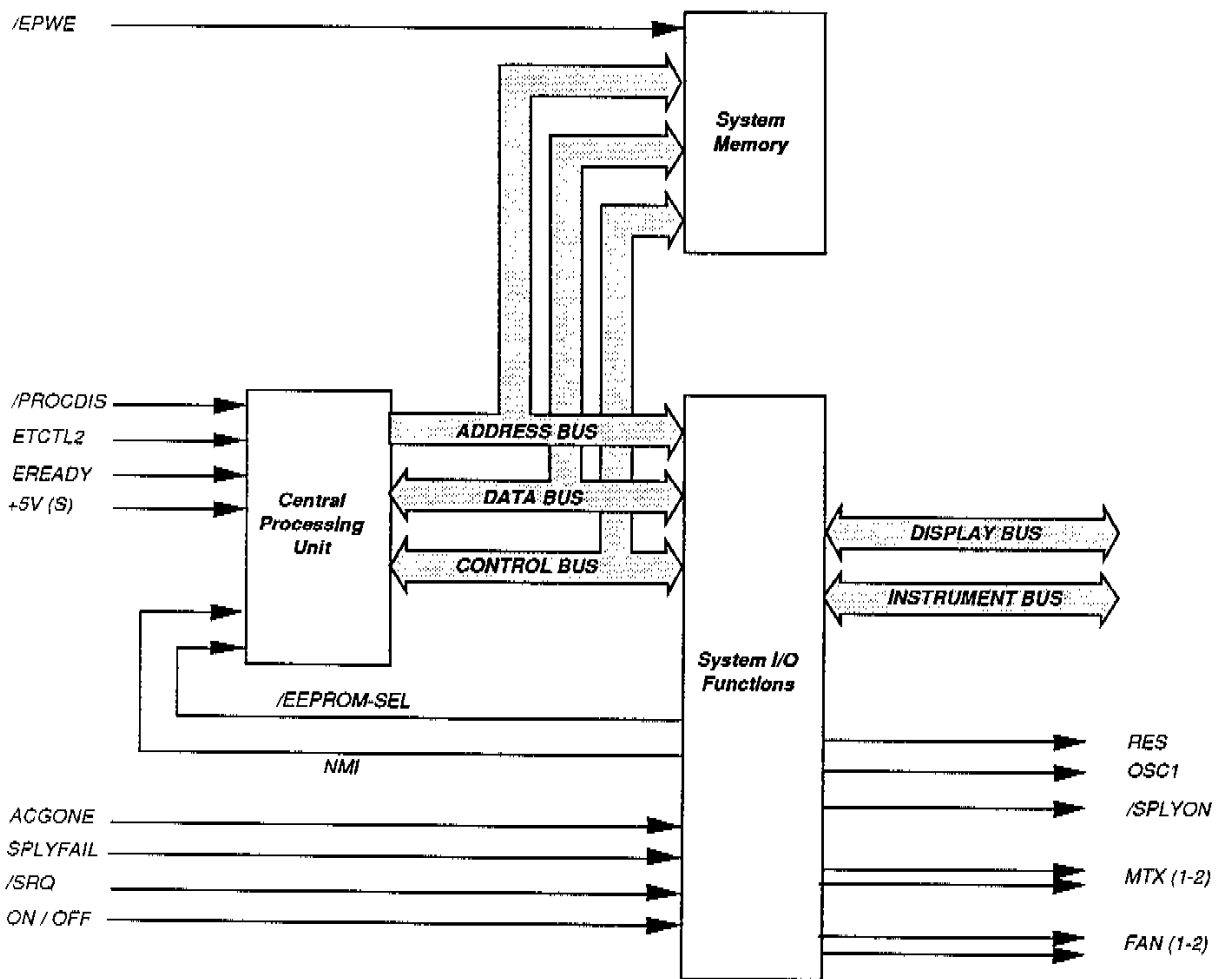 /EPWE
System
Memory
/PROCDIS
ETCTL2
EREADY
+5V (S)
Central
Processing
Unit
ADDRESS BUS
DATA BUS
CONTROL BUS
DISPLAY BUS
INSTRUMENT BUS
System I/O
Functions
/EEPROM-SEL
NMI
ACGONE
SPLYFAIL
/SRQ
ON / OFF
RES
OSC1
/SPLYON
MTX (1-2)
FAN (1-2)